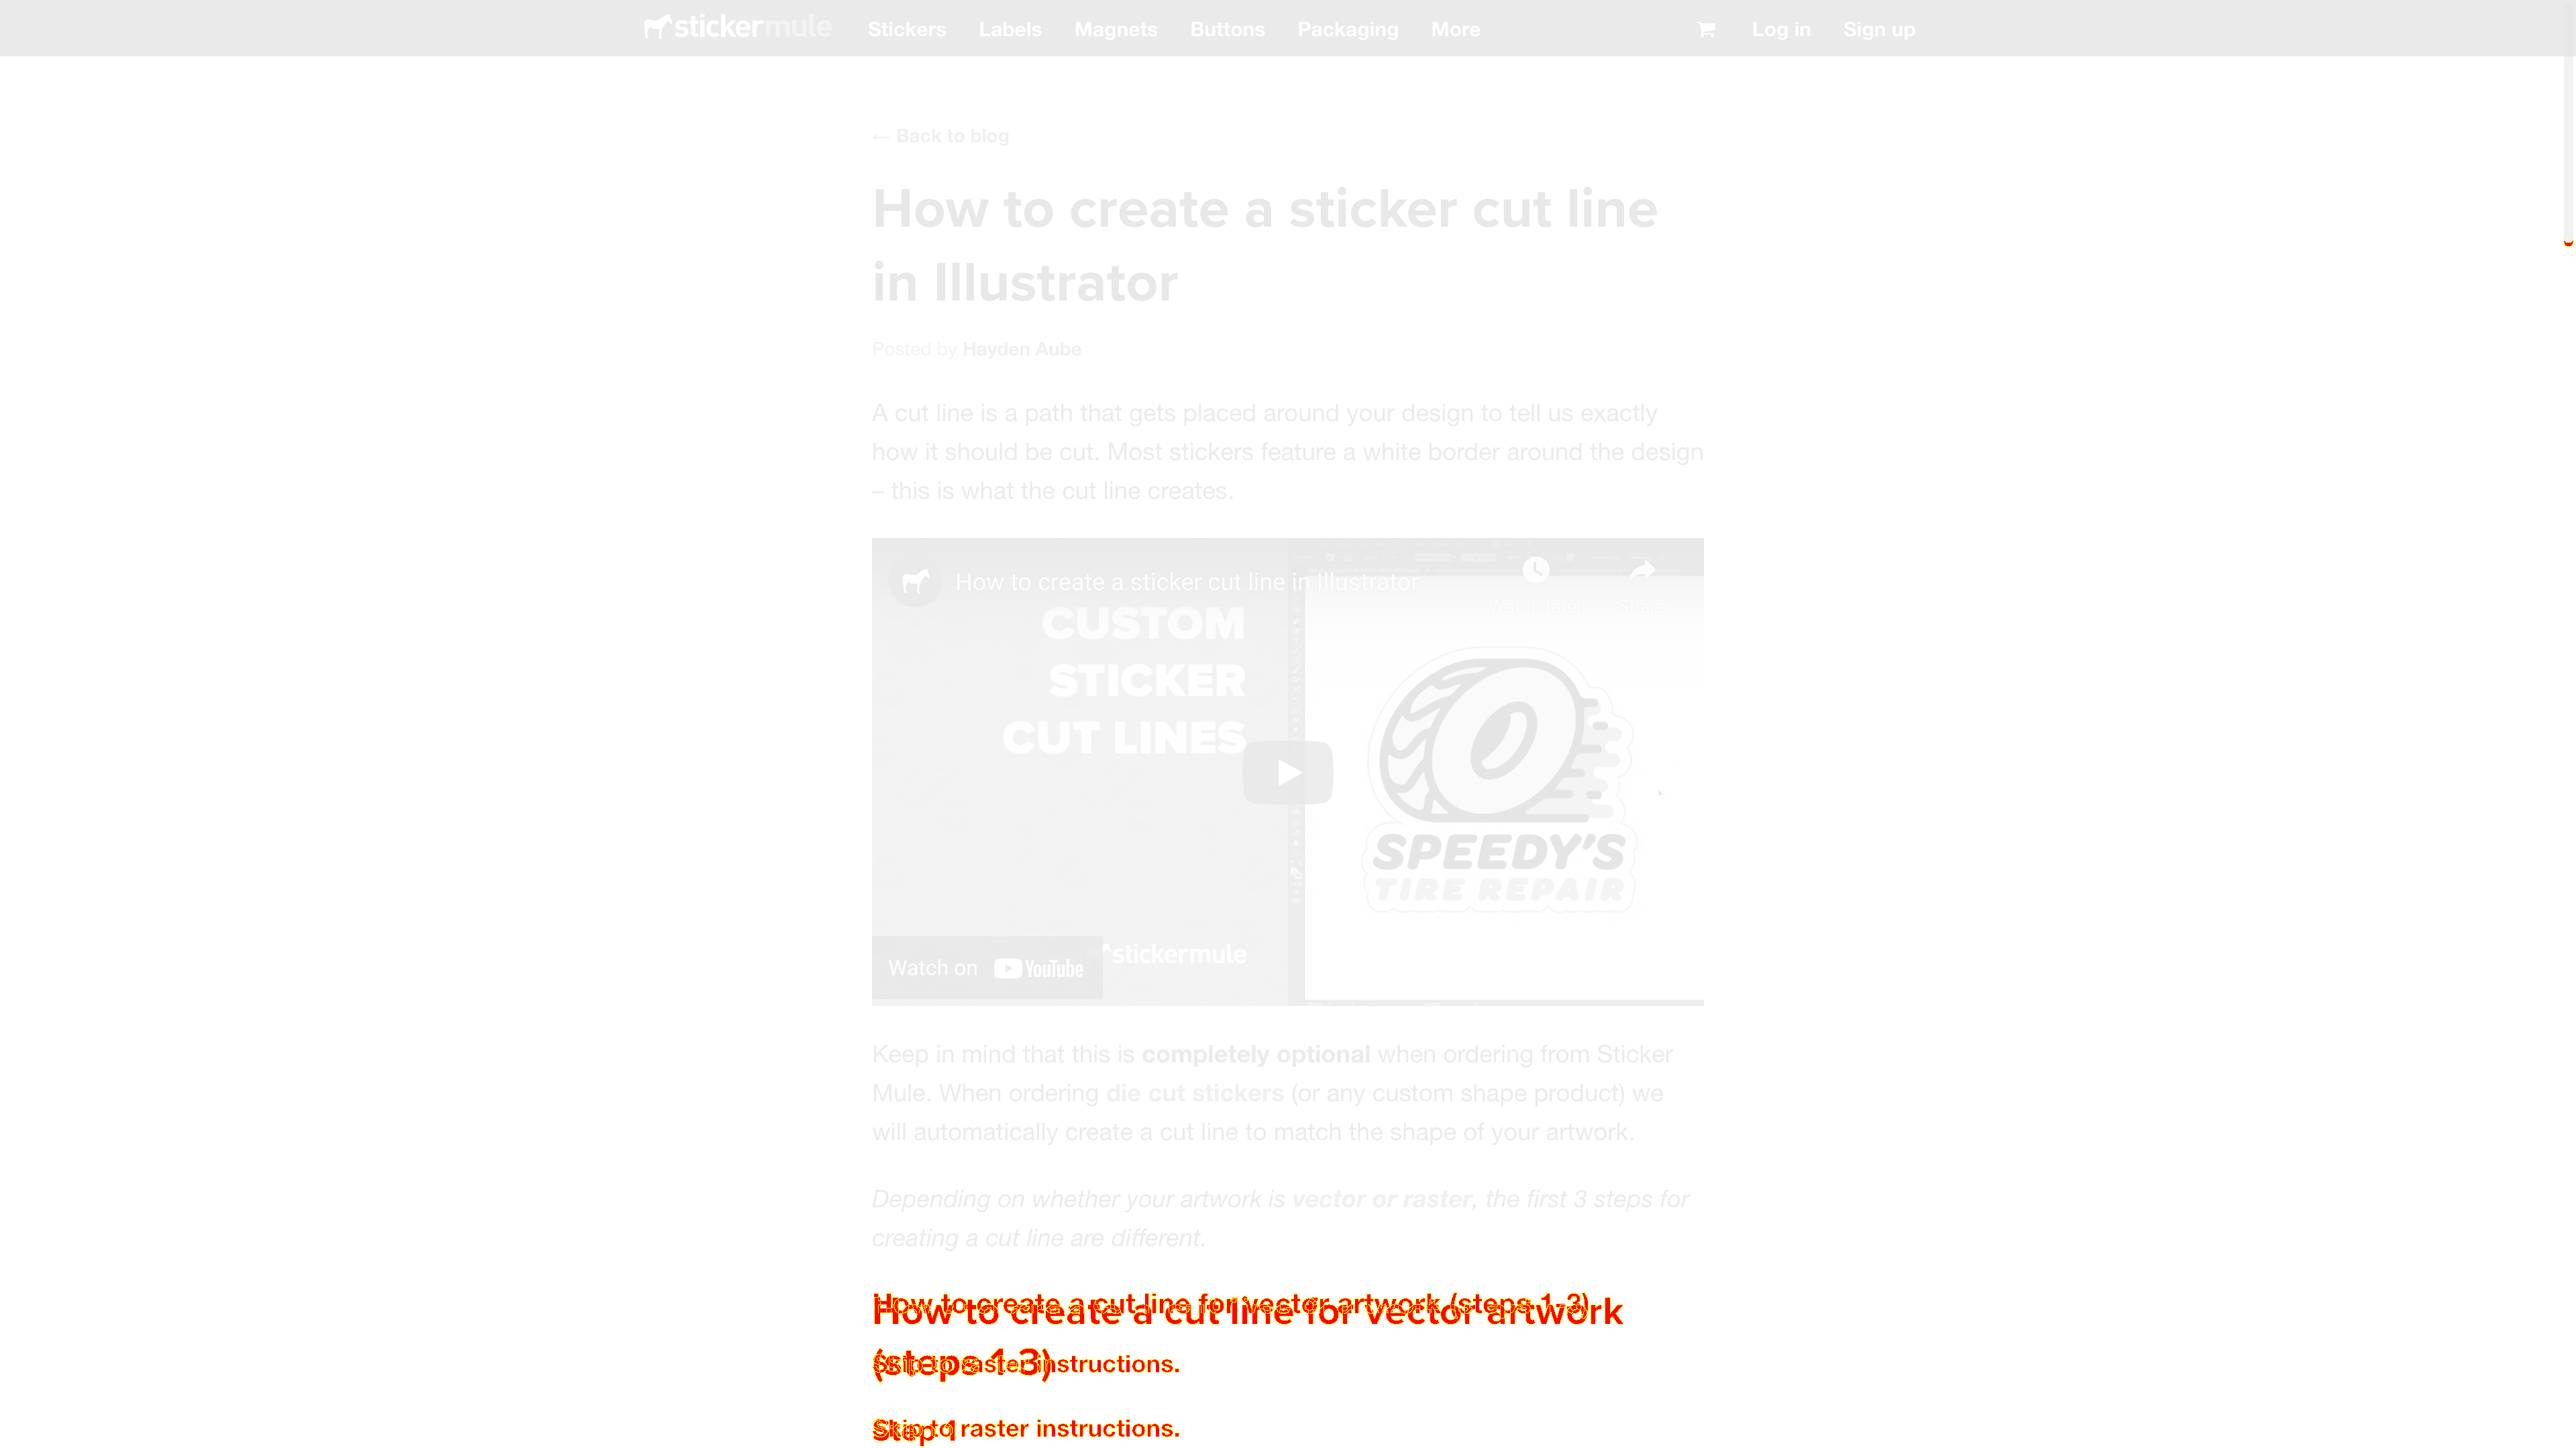 stickermule Stickers Labels Magnets Buttons Packaging More Log in Sign up
← Back to blog
How to create a sticker cut line
in Illustrator
Posted by Hayden Aube
A cut line is a path that gets placed around your design to tell us exactly
how it should be cut. Most stickers feature a white border around the design
– this is what the cut line creates.
How to create a sticker cut line in Illustrator
Watch later Share
CUSTOM
STICKER
CUT LINES
SPEEDY'S
TIRE REPAIR
stickermule
Watch on YouTube
Keep in mind that this is completely optional when ordering from Sticker
Mule. When ordering die cut stickers (or any custom shape product) we
will automatically create a cut line to match the shape of your artwork.
Depending on whether your artwork is vector or raster, the first 3 steps for
creating a cut line are different.
How to create a cut line for vector artwork (steps 1-3)
How to create a cut line for vector artwork
(steps 1-3)
Skip to raster instructions.
Skip to raster instructions.
Step 1